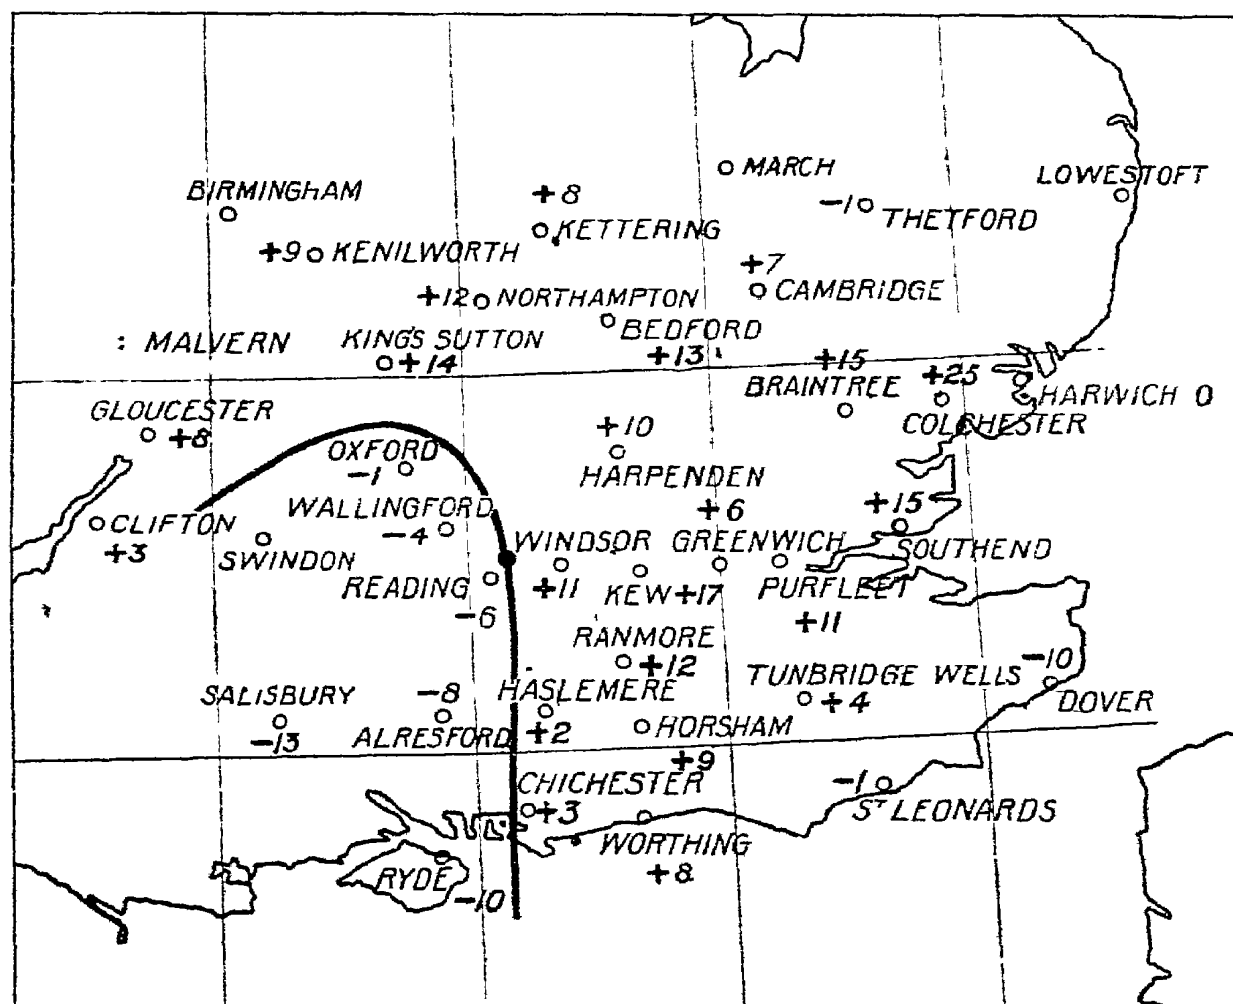 MARCH
LOWESTOFT
BIRMINGHAM
+8
-1 THETFORD
KETTERING
+9 KENILWORTH
+7
CAMBRIDGE
+12 NORTHAMPTON
BEDFORD
+13
: MALVERN
KING'S SUTTON
+14
+15
BRAINTREE
+25
COLCHESTER
HARWICH 0
GLOUCESTER
+8
OXFORD
-1
+10
HARPENDEN
WALLINGFORD
-4
+6
+15
SOUTHEND
CLIFTON
+3
SWINDON
WINDSOR
+11
GREENWICH
READING
-6
KEW +17
PURFLEET
+11
RANMORE
+12
TUNBRIDGE WELLS
+4
-10
DOVER
SALISBURY
-13
-8
ALRESFORD
HASLEMERE
+2
HORSHAM
+9
CHICHESTER
+3
-1
ST LEONARDS
WORTHING
+8
RYDE
-10